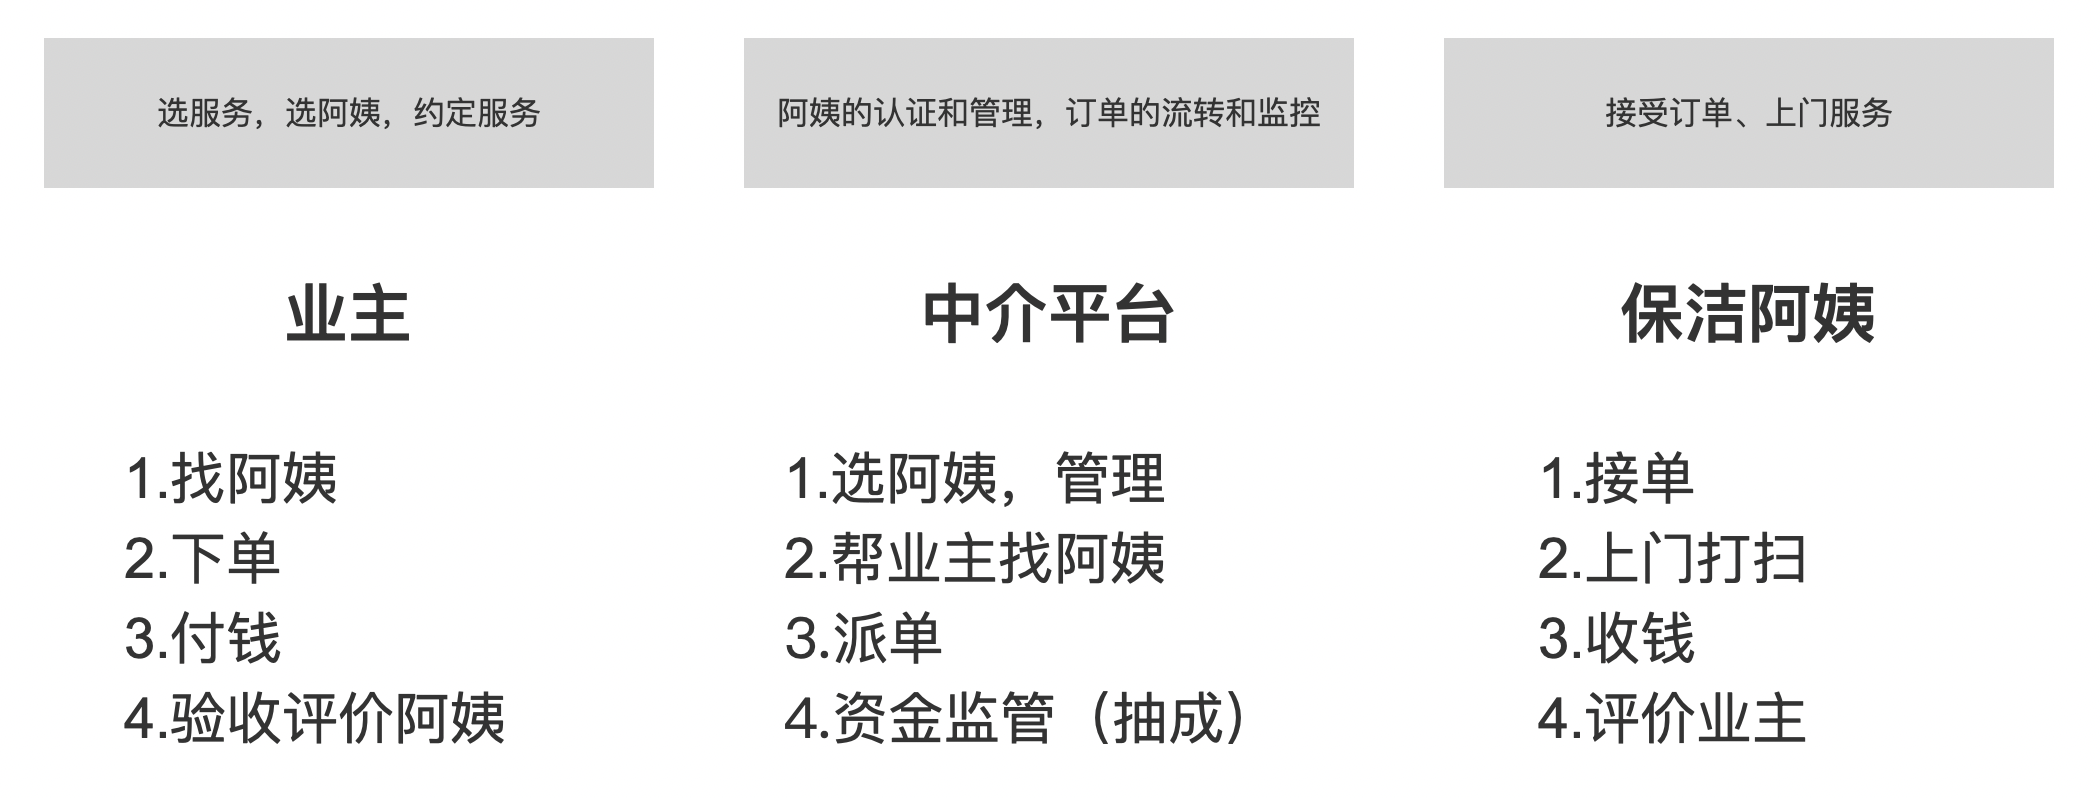 选服务，选阿姨，约定服务
业主
1.找阿姨
2.下单
3.付钱
4.验收评价阿姨
阿姨的认证和管理，订单的流转和监控
中介平台
1.选阿姨，管理
2.帮业主找阿姨
3.派单
4.资金监管（抽成）
接受订单、上门服务
保洁阿姨
1.接单
2.上门打扫
3.收钱
4.评价业主